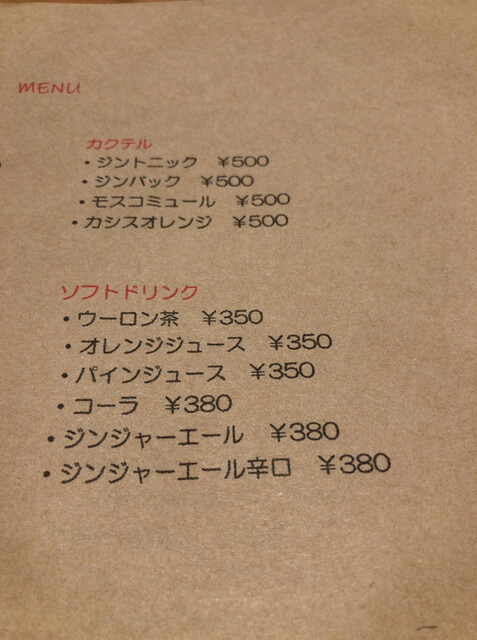 MENU
カクテル
・ジントニック ¥500
・ジンバック ¥500
・モスコミュール ¥500
・カシスオレンジ ¥500
ソフトドリンク
・ウーロン茶 ¥350
・オレンジジュース ¥350
・パインジュース ¥350
・コーラ ¥380
・ジンジャーエール ¥380
・ジンジャーエール辛口 ¥380